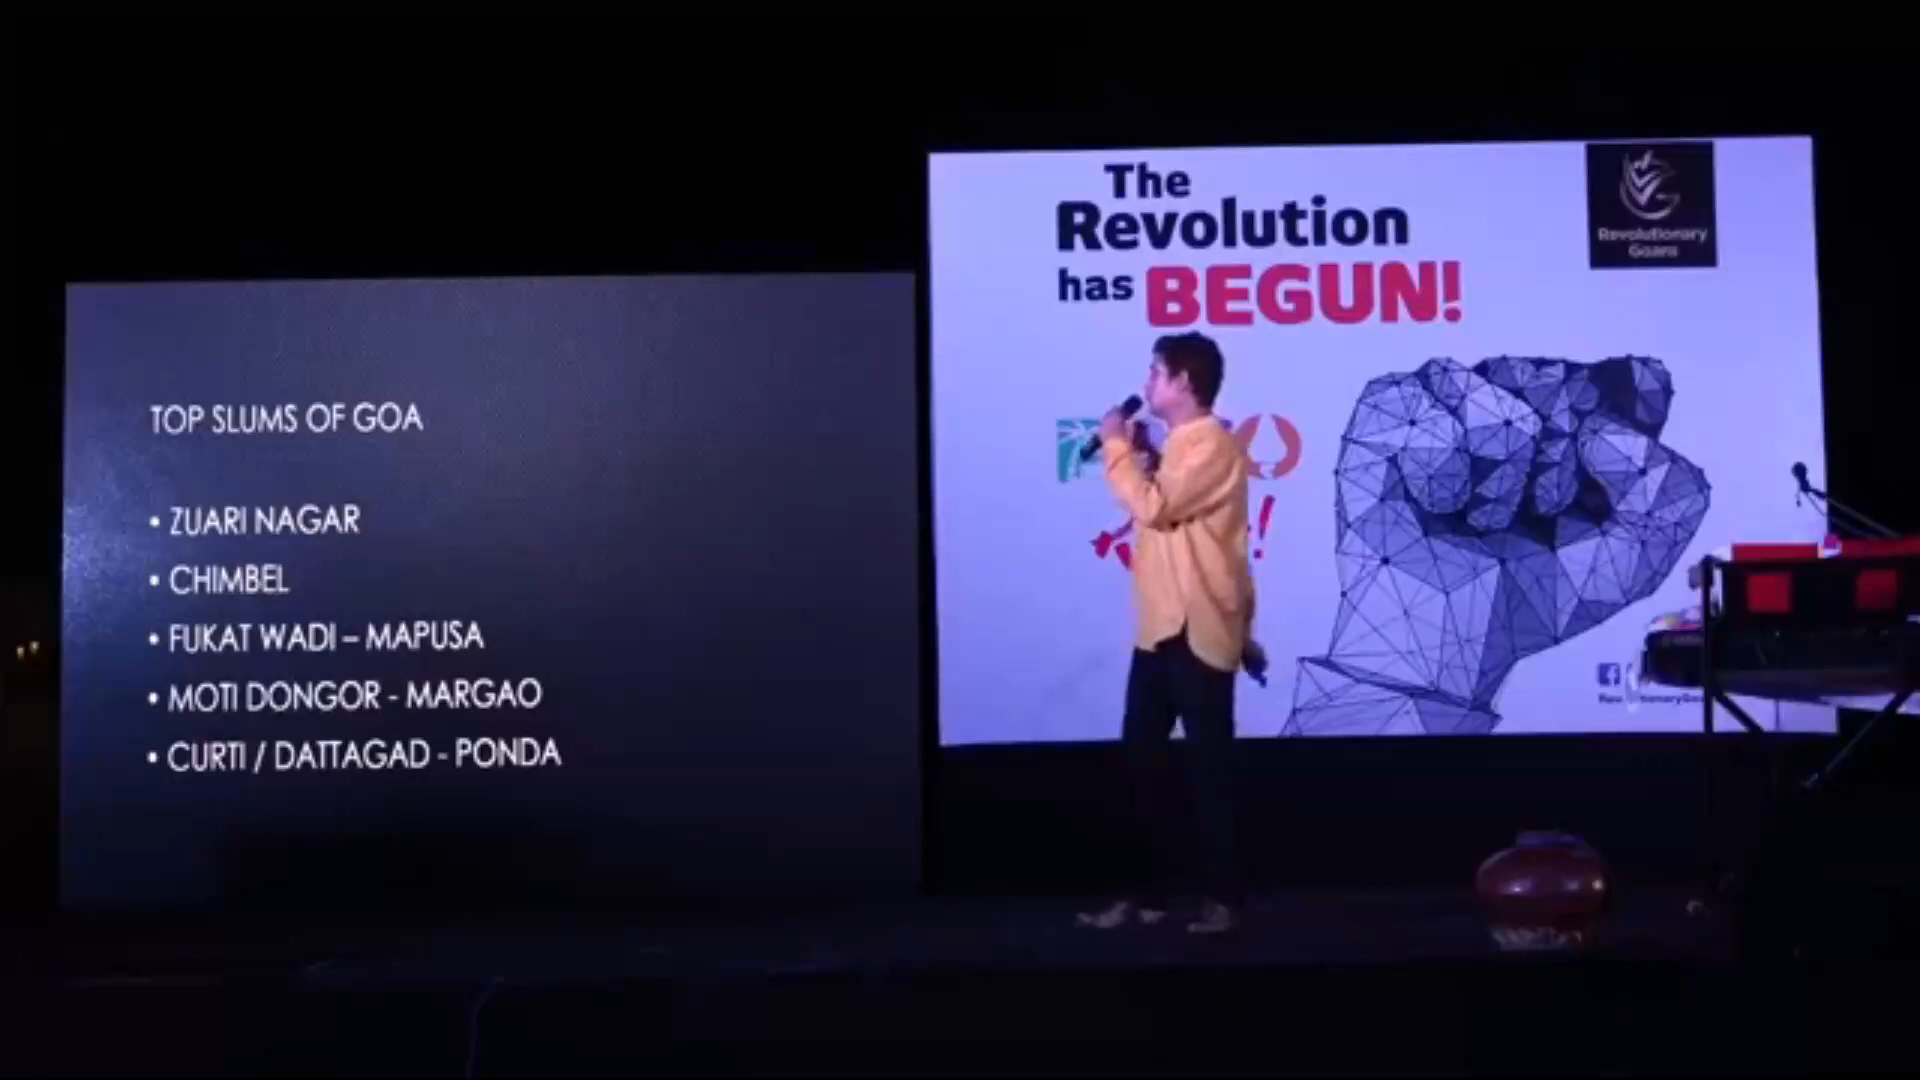 TOP SLUMS OF GOA
• ZUARI NAGAR
• CHIMBEL
• FUKAT WADI – MAPUSA
• MOTI DONGOR - MARGAO
• CURTI / DATTAGAD - PONDA
The
Revolution
has BEGUN!
Revolutionary
Goans